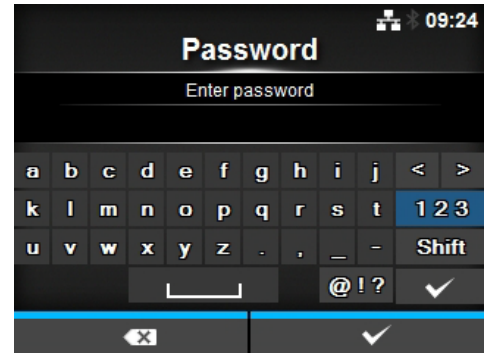 09:24
Password
Enter password
a b c d e f g h i j < >
k l m n o p q r s t 123
u v w x y z . , _ - Shift
@!?